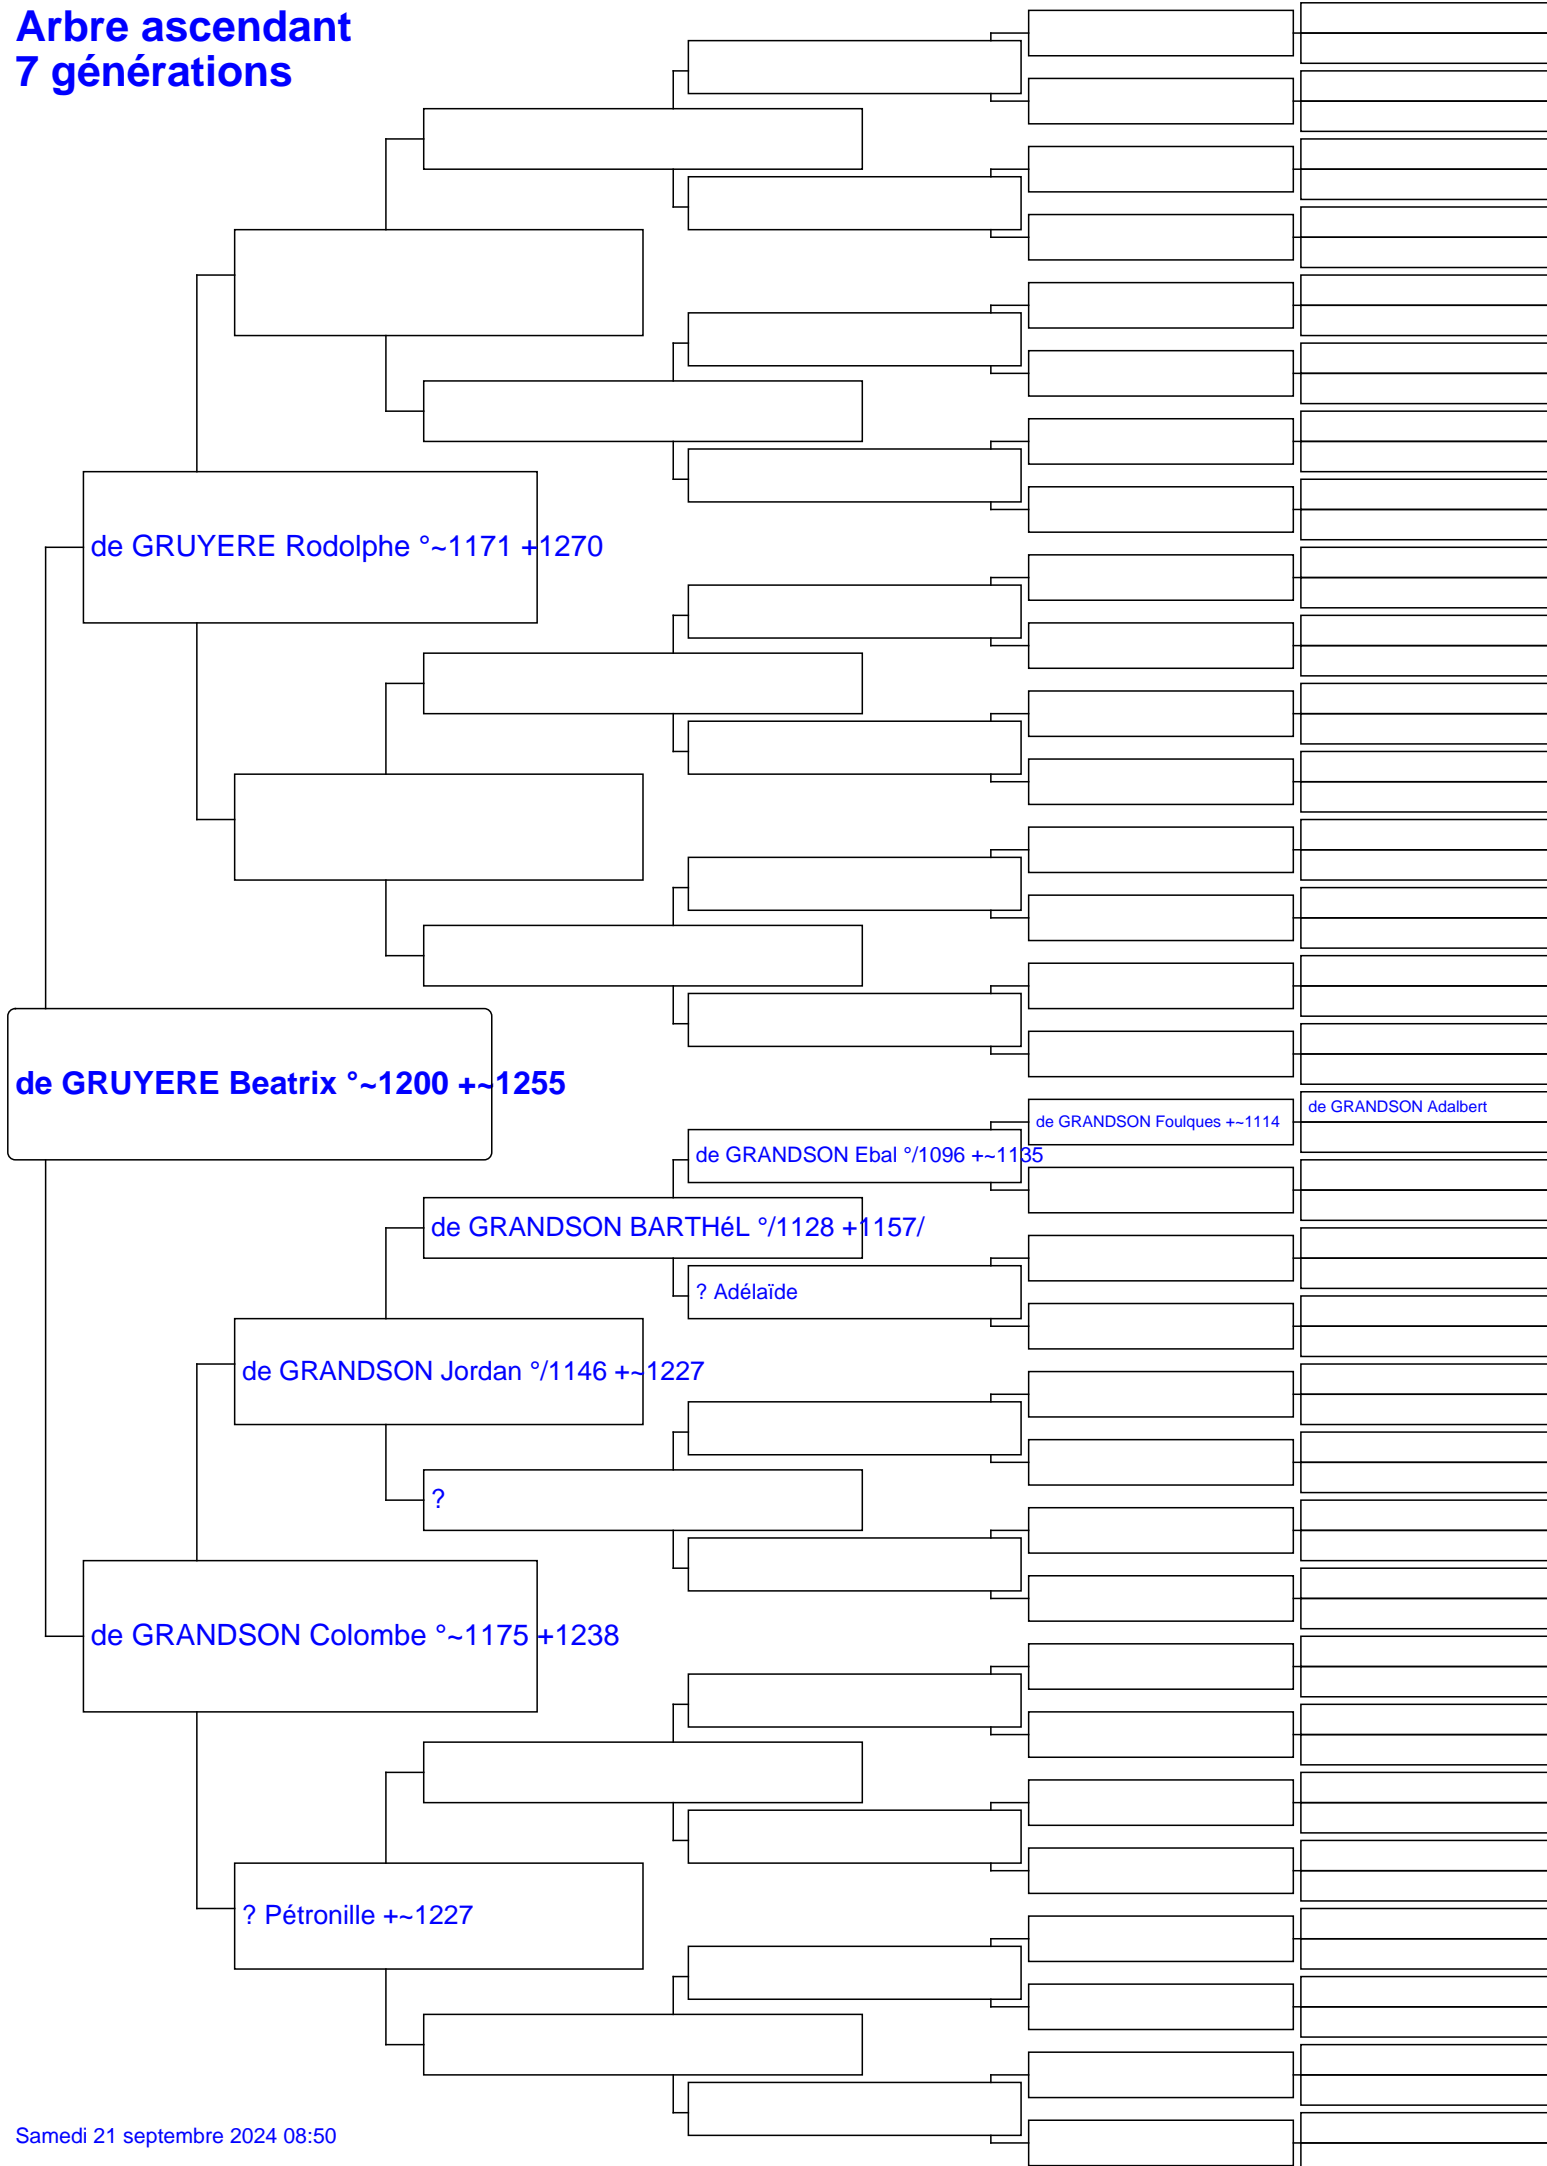 Arbre ascendant
7 générations
de GRUYERE Rodolphe °~1171 +1270
de GRUYERE Beatrix °~1200 +~1255
de GRANDSON Adalbert
de GRANDSON Foulques +~1114
de GRANDSON Ebal °/1096 +~1135
de GRANDSON BARTHéL °/1128 +1157/
? Adélaïde
de GRANDSON Jordan °/1146 +~1227
?
de GRANDSON Colombe °~1175 +1238
? Pétronille +~1227
Samedi 21 septembre 2024 08:50